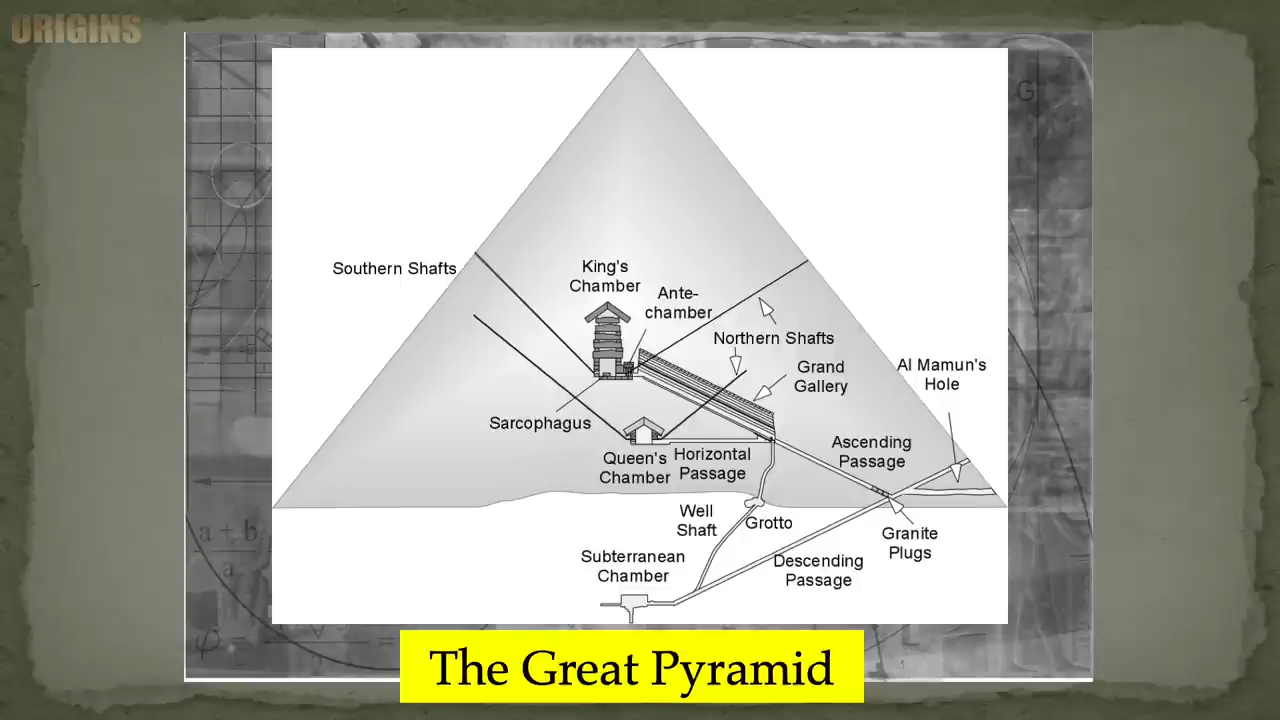 ORIGINS
G
Southern Shafts
King's
Chamber
Ante-
chamber
Northern Shafts
Grand
Gallery
Al Mamun's
Hole
Sarcophagus
Ascending
Passage
Queen's
Chamber
Horizontal
Passage
Well
Shaft
Grotto
Granite
Plugs
Subterranean
Chamber
Descending
Passage
a + b
a
The Great Pyramid